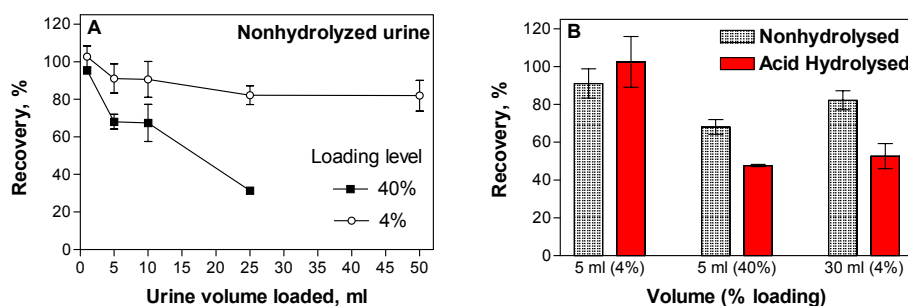 A
Nonhydrolyzed urine
120
100
80
60
40
20
0
Recovery, %
Loading level
40%
4%
0 5 10 15 20 25 30 35 40 45 50
Urine volume loaded, ml
B
Nonhydrolysed
Acid Hydrolysed
120
100
80
60
40
20
0
Recovery, %
5 ml (4%) 5 ml (40%) 30 ml (4%)
Volume (% loading)